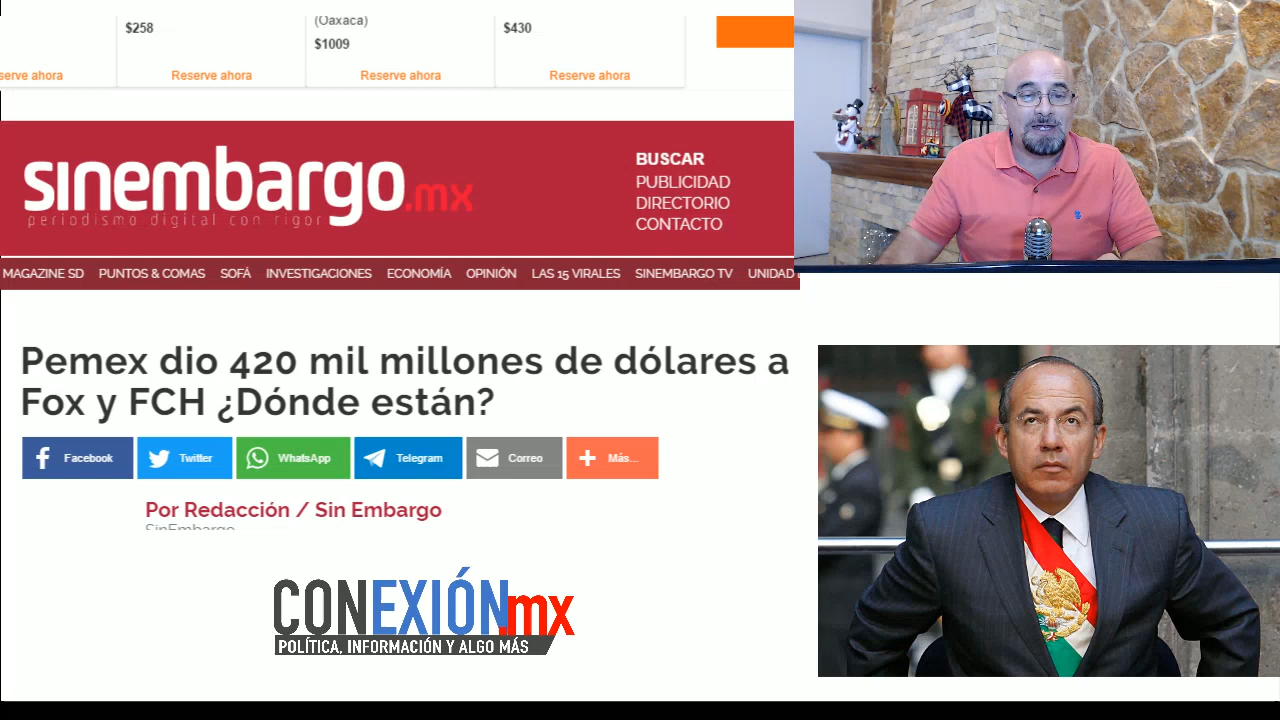 $258
(Oaxaca)
$1009
$430
serve ahora
Reserve ahora
Reserve ahora
Reserve ahora
sinembargo.mx
periodismo digital con rigor
BUSCAR
PUBLICIDAD
DIRECTORIO
CONTACTO
MAGAZINE SD PUNTOS & COMAS SOFÁ INVESTIGACIONES ECONOMÍA OPINIÓN LAS 15 VIRALES SINEMBARGO TV UNIDAD
Pemex dio 420 mil millones de dólares a
Fox y FCH ¿Dónde están?
Facebook Twitter WhatsApp Telegram Correo Más...
Por Redacción / Sin Embargo
SinEmbargo
CONEXIÓN.mx
POLÍTICA, INFORMACIÓN Y ALGO MÁS